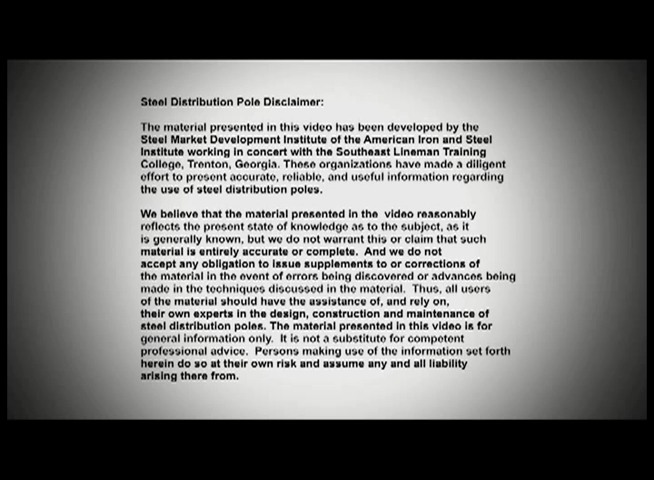 Steel Distribution Pole Disclaimer:
The material presented in this video has been developed by the
Steel Market Development Institute of the American Iron and Steel
Institute working in concert with the Southeast Lineman Training
College, Trenton, Georgia. These organizations have made a diligent
effort to present accurate, reliable, and useful information regarding
the use of steel distribution poles.
We believe that the material presented in the video reasonably
reflects the present state of knowledge as to the subject, as it
is generally known, but we do not warrant this or claim that such
material is entirely accurate or complete. And we do not
accept any obligation to issue supplements to or corrections of
the material in the event of errors being discovered or advances being
made in the techniques discussed in the material. Thus, all users
of the material should have the assistance of, and rely on,
their own experts in the design, construction and maintenance of
steel distribution poles. The material presented in this video is for
general information only. It is not a substitute for competent
professional advice. Persons making use of the information set forth
herein do so at their own risk and assume any and all liability
arising there from.